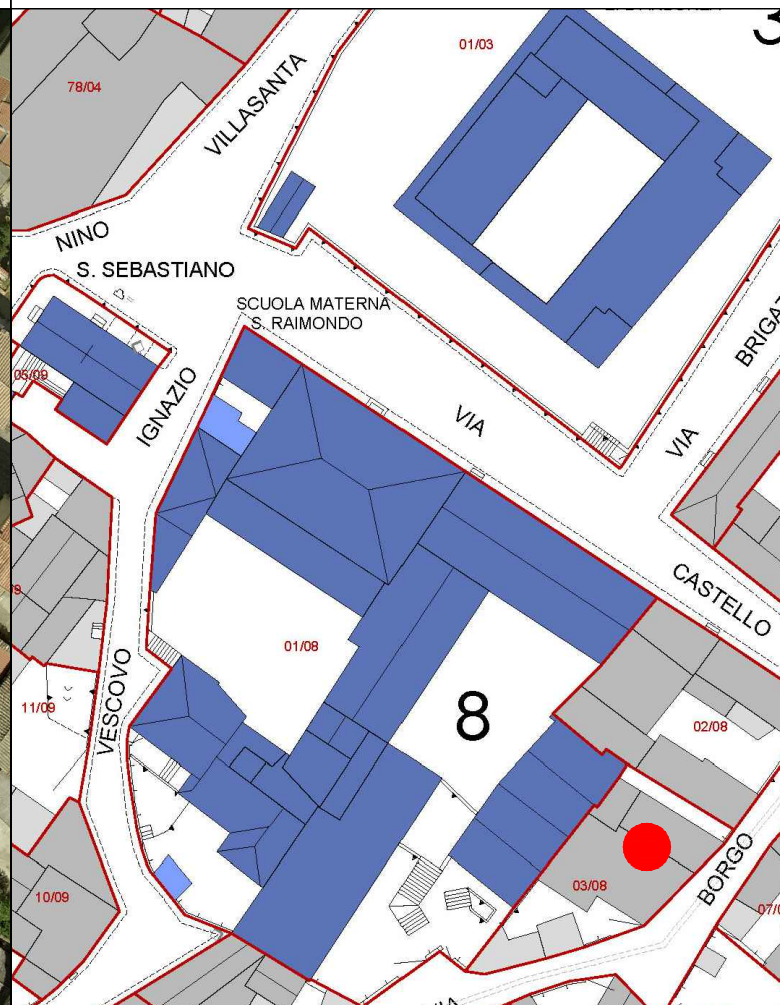 3
01/03
78/04
VILLASANTA
NINO
S. SEBASTIANO
SCUOLA MATERNA
S. RAIMONDO
IGNAZIO
05/09
VIA
VIA
CASTELLO
01/08
8
VESCOVO
11/09
02/08
BORGO
03/08
10/09